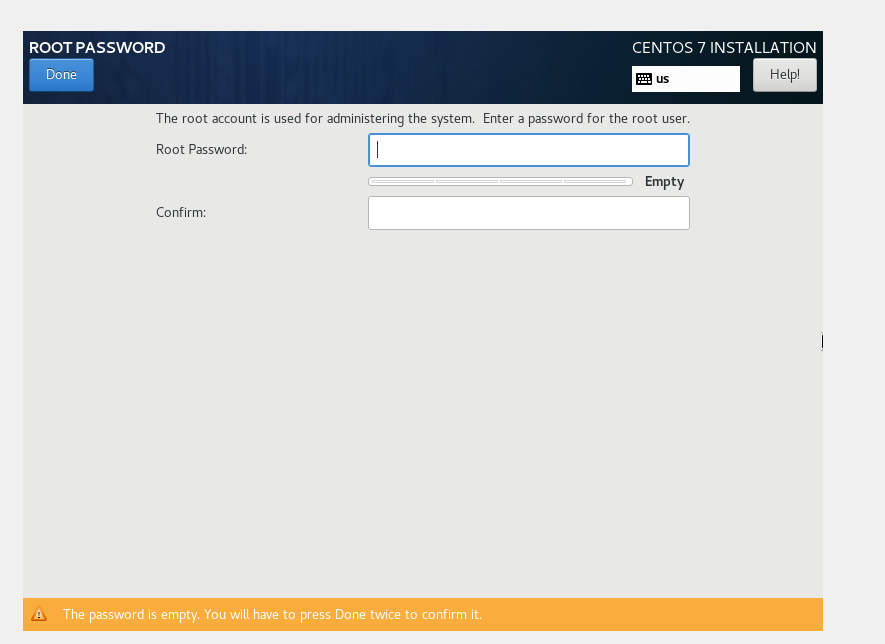 ROOT PASSWORD
CENTOS 7 INSTALLATION
Done
us
Help!
The root account is used for administering the system.  Enter a password for the root user.
Root Password:
Empty
Confirm:
The password is empty. You will have to press Done twice to confirm it.